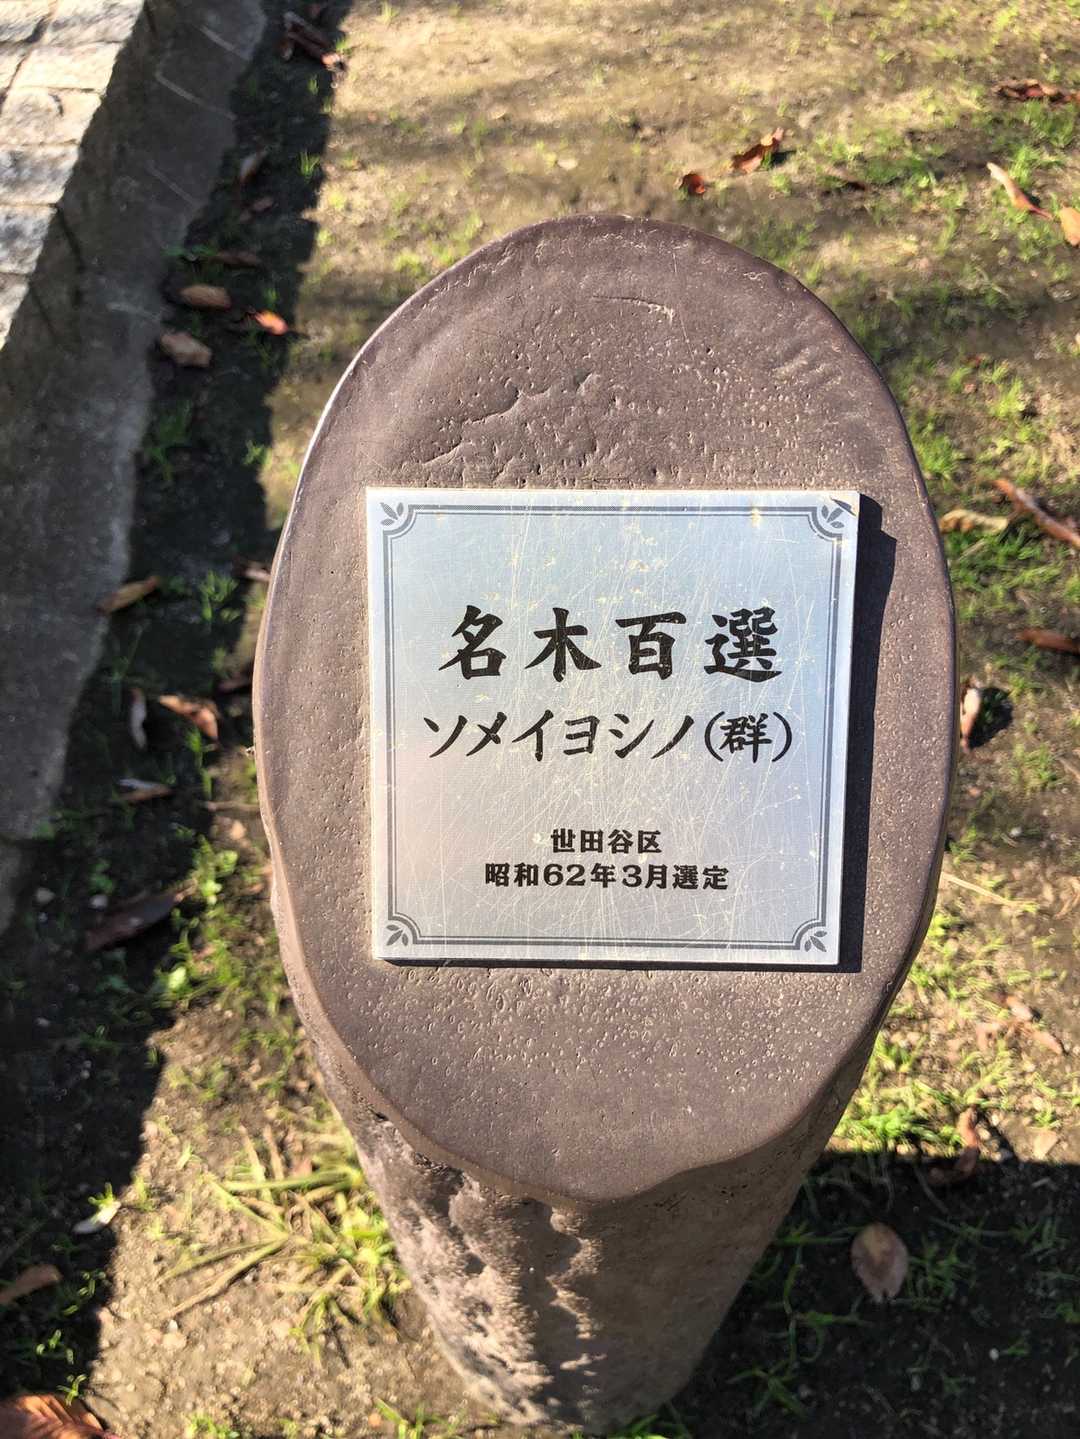 名木百選
ソメイヨシノ(群)
世田谷区
昭和62年3月選定